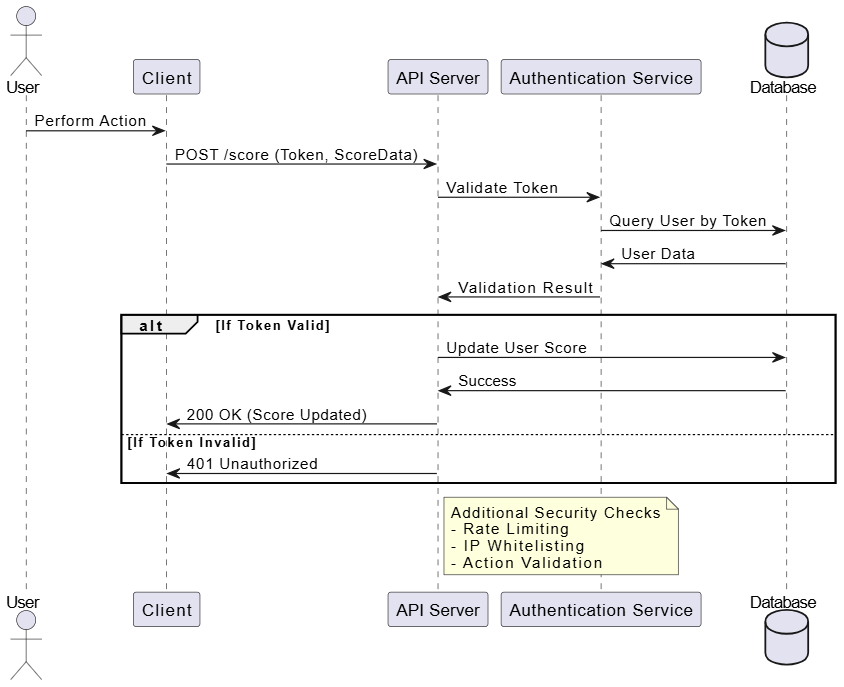 User
Client
API Server
Authentication Service
Database
Perform Action
POST /score (Token, ScoreData)
Validate Token
Query User by Token
User Data
Validation Result
alt
[If Token Valid]
Update User Score
Success
200 OK (Score Updated)
[If Token Invalid]
401 Unauthorized
Additional Security Checks
- Rate Limiting
- IP Whitelisting
- Action Validation
User
Client
API Server
Authentication Service
Database